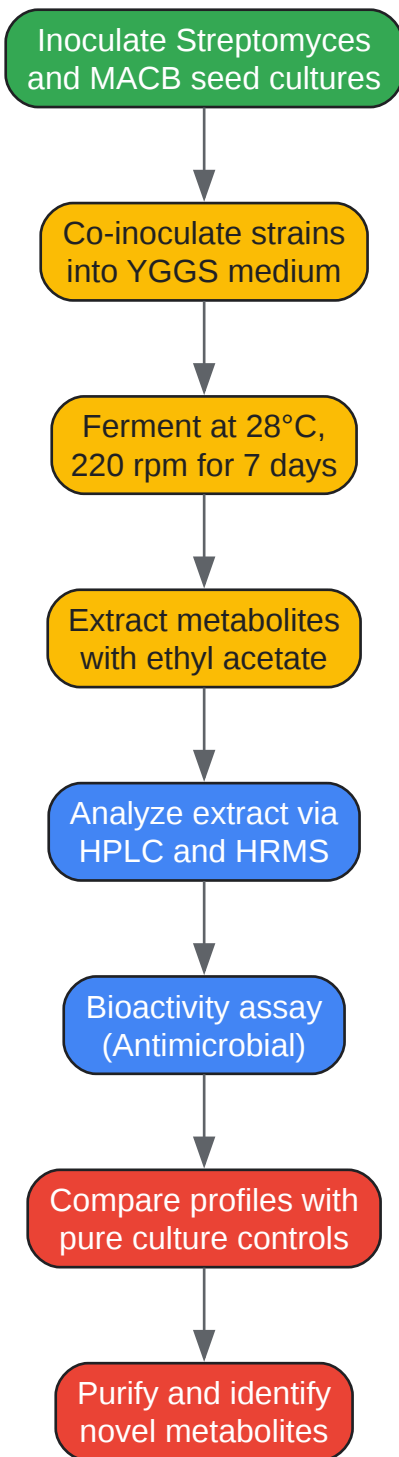 Inoculate Streptomyces
and MACB seed cultures
Co-inoculate strains
into YGGS medium
Ferment at 28°C,
220 rpm for 7 days
Extract metabolites
with ethyl acetate
Analyze extract via
HPLC and HRMS
Bioactivity assay
(Antimicrobial)
Compare profiles with
pure culture controls
Purify and identify
novel metabolites